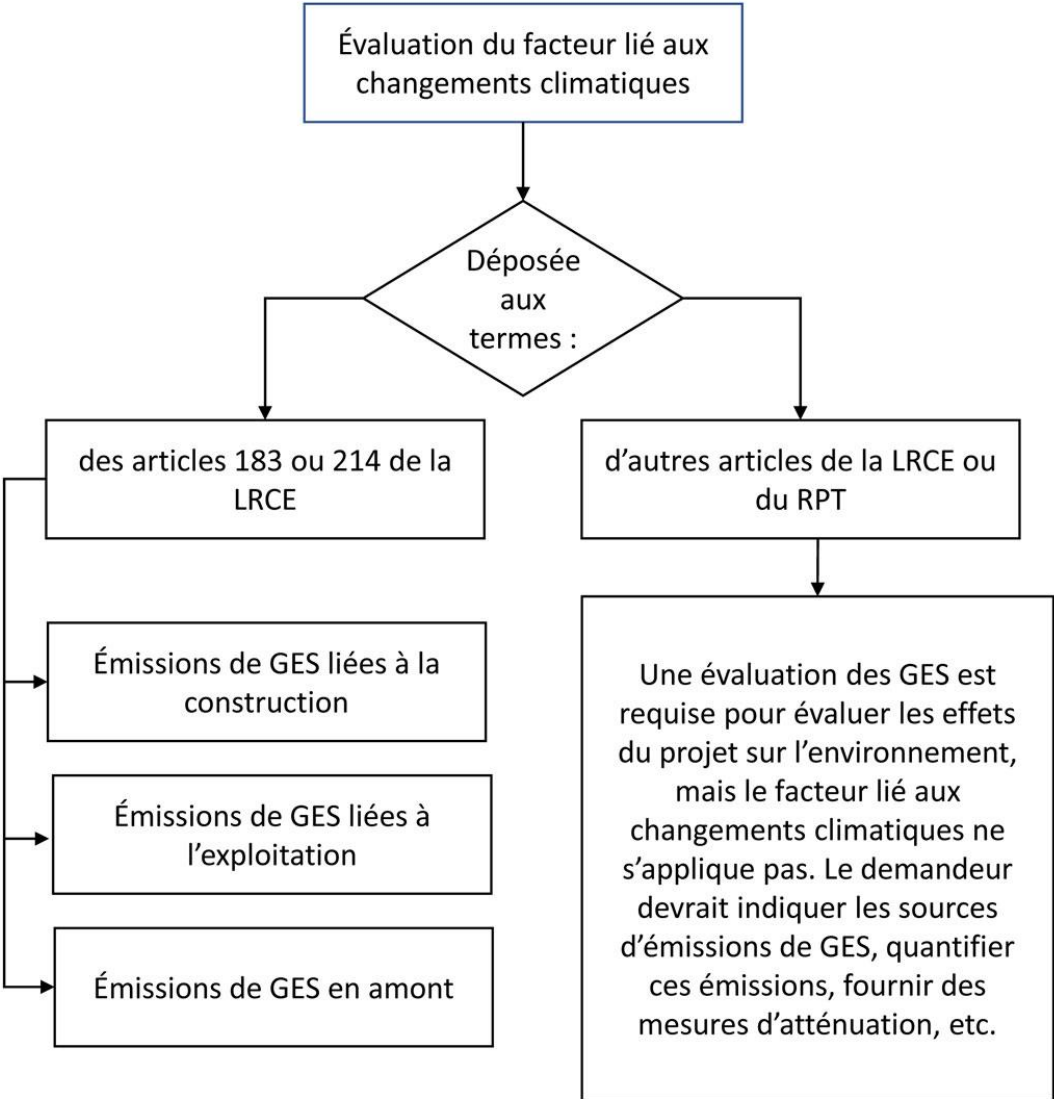 Évaluation du facteur lié aux
changements climatiques
Déposée
aux
termes :
des articles 183 ou 214 de la
LRCE
d’autres articles de la LRCE ou
du RPT
Émissions de GES liées à la
construction
Émissions de GES liées à
l’exploitation
Émissions de GES en amont
Une évaluation des GES est
requise pour évaluer les effets
du projet sur l’environnement,
mais le facteur lié aux
changements climatiques ne
s’applique pas. Le demandeur
devrait indiquer les sources
d’émissions de GES, quantifier
ces émissions, fournir des
mesures d’atténuation, etc.